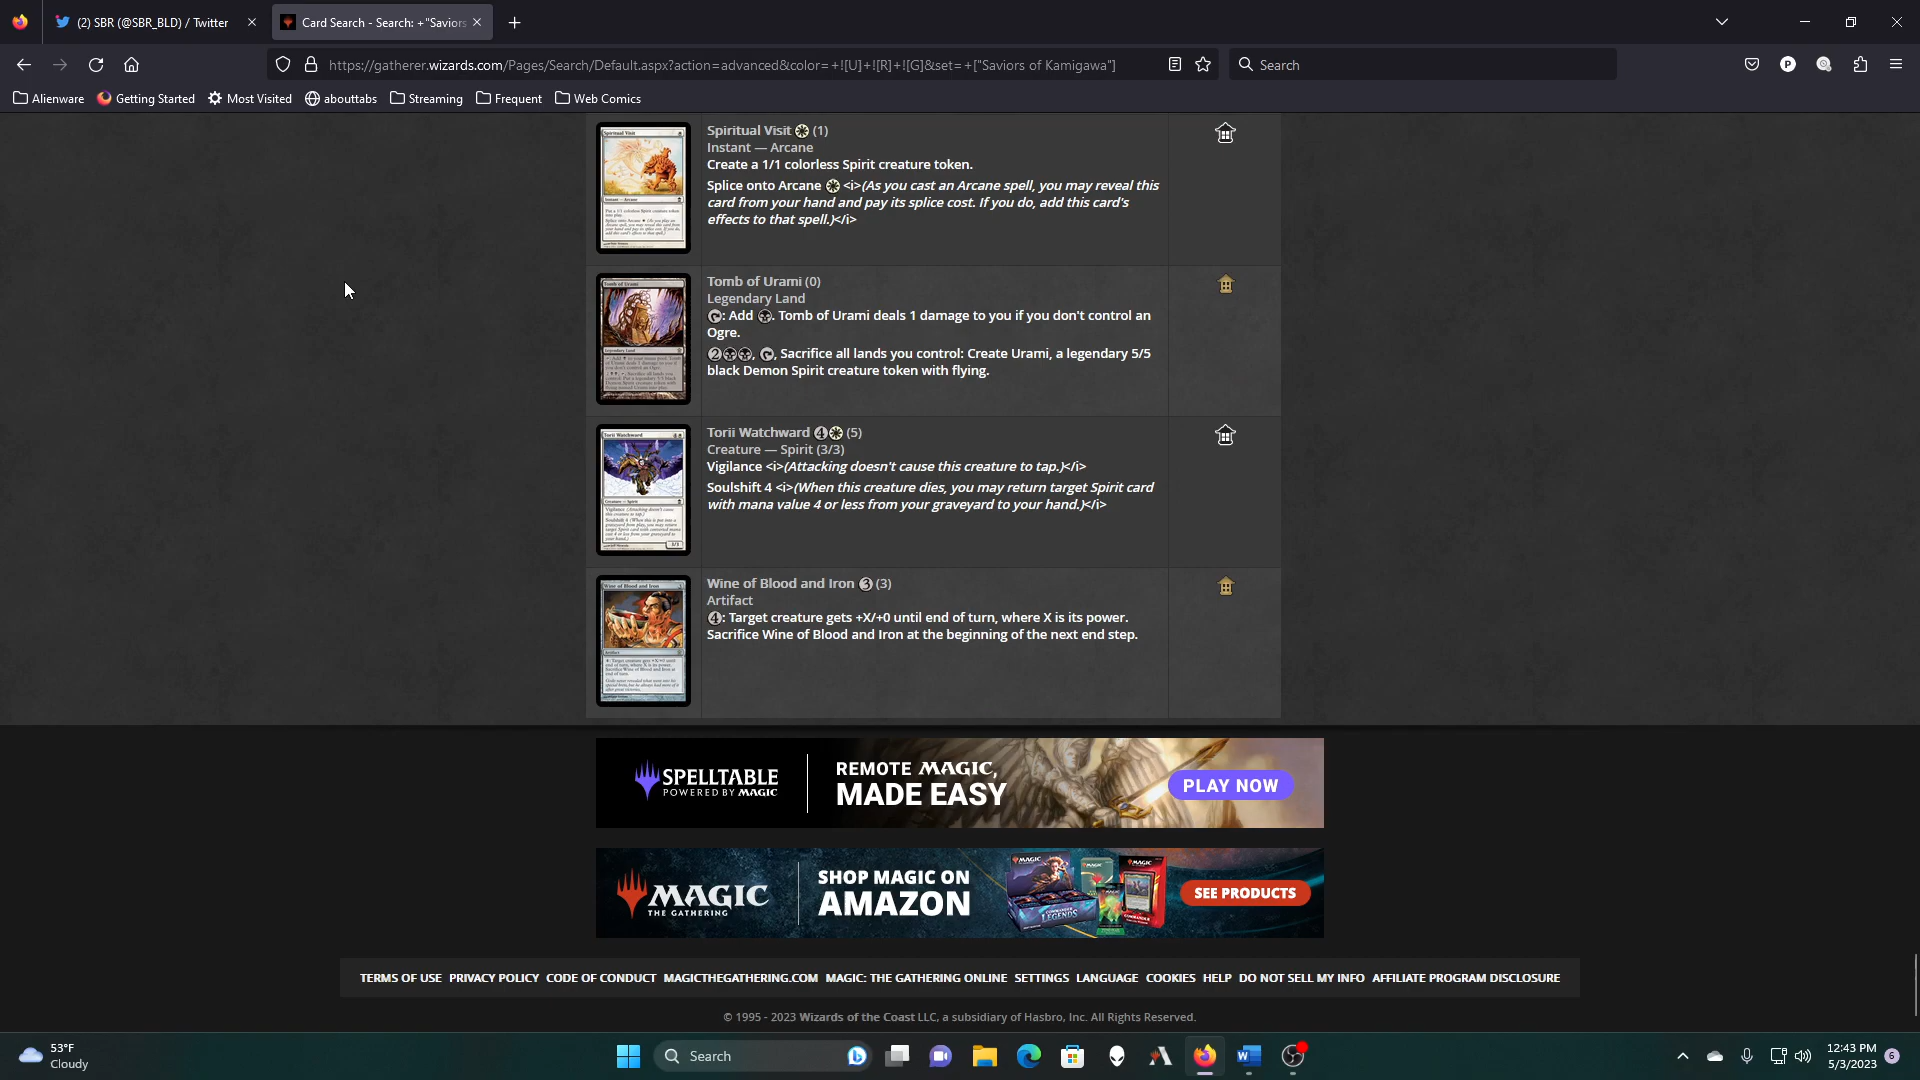 (2) SBR (@SBR_BLD) / Twitter
Card Search - Search: +"Saviors
https://gatherer.wizards.com/Pages/Search/Default.aspx?action=advanced&color=+![U]+![R]+![G]&set=+["Saviors of Kamigawa"]
Search
Alienware
Getting Started
Most Visited
abouttabs
Streaming
Frequent
Web Comics
Spiritual Visit (1)
Instant — Arcane
Create a 1/1 colorless Spirit creature token.
Splice onto Arcane <i>(As you cast an Arcane spell, you may reveal this
card from your hand and pay its splice cost. If you do, add this card's
effects to that spell.)</i>
Tomb of Urami (0)
Legendary Land
: Add . Tomb of Urami deals 1 damage to you if you don't control an
Ogre.
2, , Sacrifice all lands you control: Create Urami, a legendary 5/5
black Demon Spirit creature token with flying.
Torii Watchward 4 (5)
Creature — Spirit (3/3)
Vigilance <i>(Attacking doesn't cause this creature to tap.)</i>
Soulshift 4 <i>(When this creature dies, you may return target Spirit card
with mana value 4 or less from your graveyard to your hand.)</i>
Wine of Blood and Iron 3 (3)
Artifact
4: Target creature gets +X/+0 until end of turn, where X is its power.
Sacrifice Wine of Blood and Iron at the beginning of the next end step.
SPELLTABLE
POWERED BY MAGIC
REMOTE MAGIC,
MADE EASY
PLAY NOW
MAGIC
THE GATHERING
SHOP MAGIC ON
AMAZON
SEE PRODUCTS
TERMS OF USE PRIVACY POLICY CODE OF CONDUCT MAGICTHEGATHERING.COM MAGIC: THE GATHERING ONLINE SETTINGS LANGUAGE COOKIES HELP DO NOT SELL MY INFO AFFILIATE PROGRAM DISCLOSURE
© 1995 - 2023 Wizards of the Coast LLC, a subsidiary of Hasbro, Inc. All Rights Reserved.
53°F
Cloudy
Search
12:43 PM
5/3/2023
6